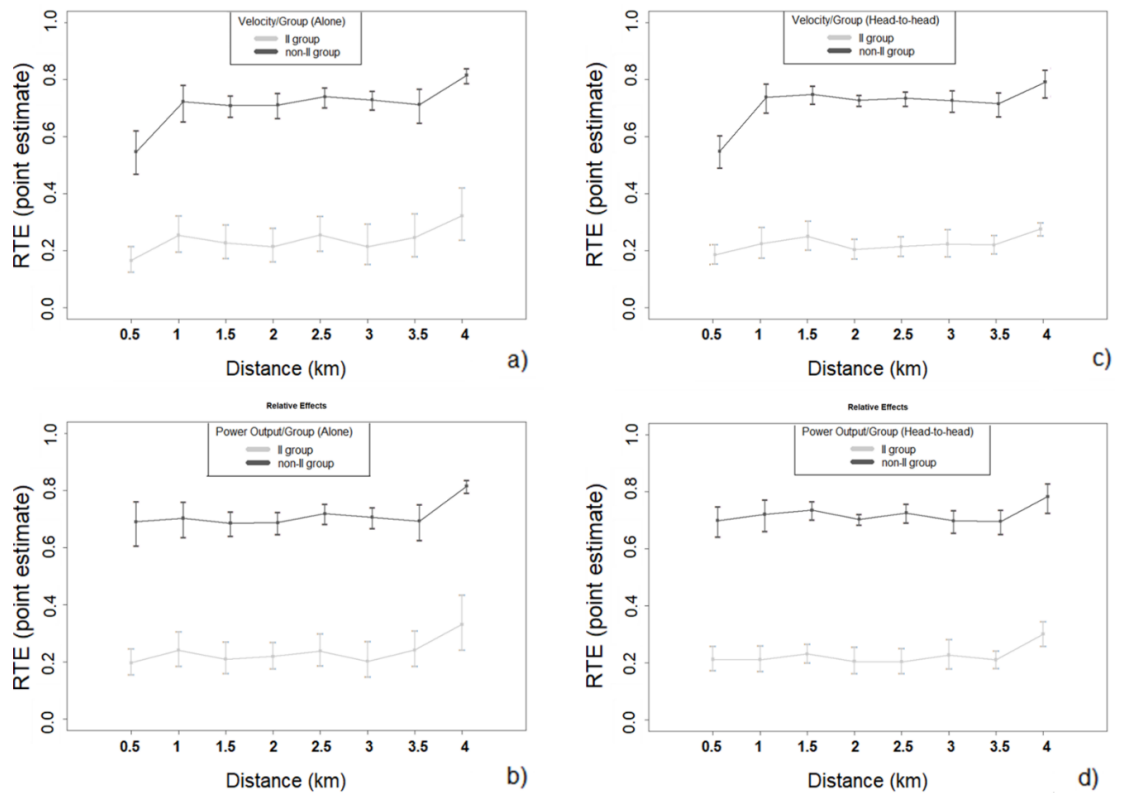 Velocity/Group (Alone)
II group
non-II group
RTE (point estimate)
0.0 0.2 0.4 0.6 0.8 1.0
0.5 1 1.5 2 2.5 3 3.5 4
Distance (km)
a)
Velocity/Group (Head-to-head)
II group
non-II group
RTE (point estimate)
0.0 0.2 0.4 0.6 0.8 1.0
0.5 1 1.5 2 2.5 3 3.5 4
Distance (km)
c)
Relative Effects
Power Output/Group (Alone)
II group
non-II group
RTE (point estimate)
0.0 0.2 0.4 0.6 0.8 1.0
0.5 1 1.5 2 2.5 3 3.5 4
Distance (km)
b)
Relative Effects
Power Output/Group (Head-to-head)
II group
non-II group
RTE (point estimate)
0.0 0.2 0.4 0.6 0.8 1.0
0.5 1 1.5 2 2.5 3 3.5 4
Distance (km)
d)